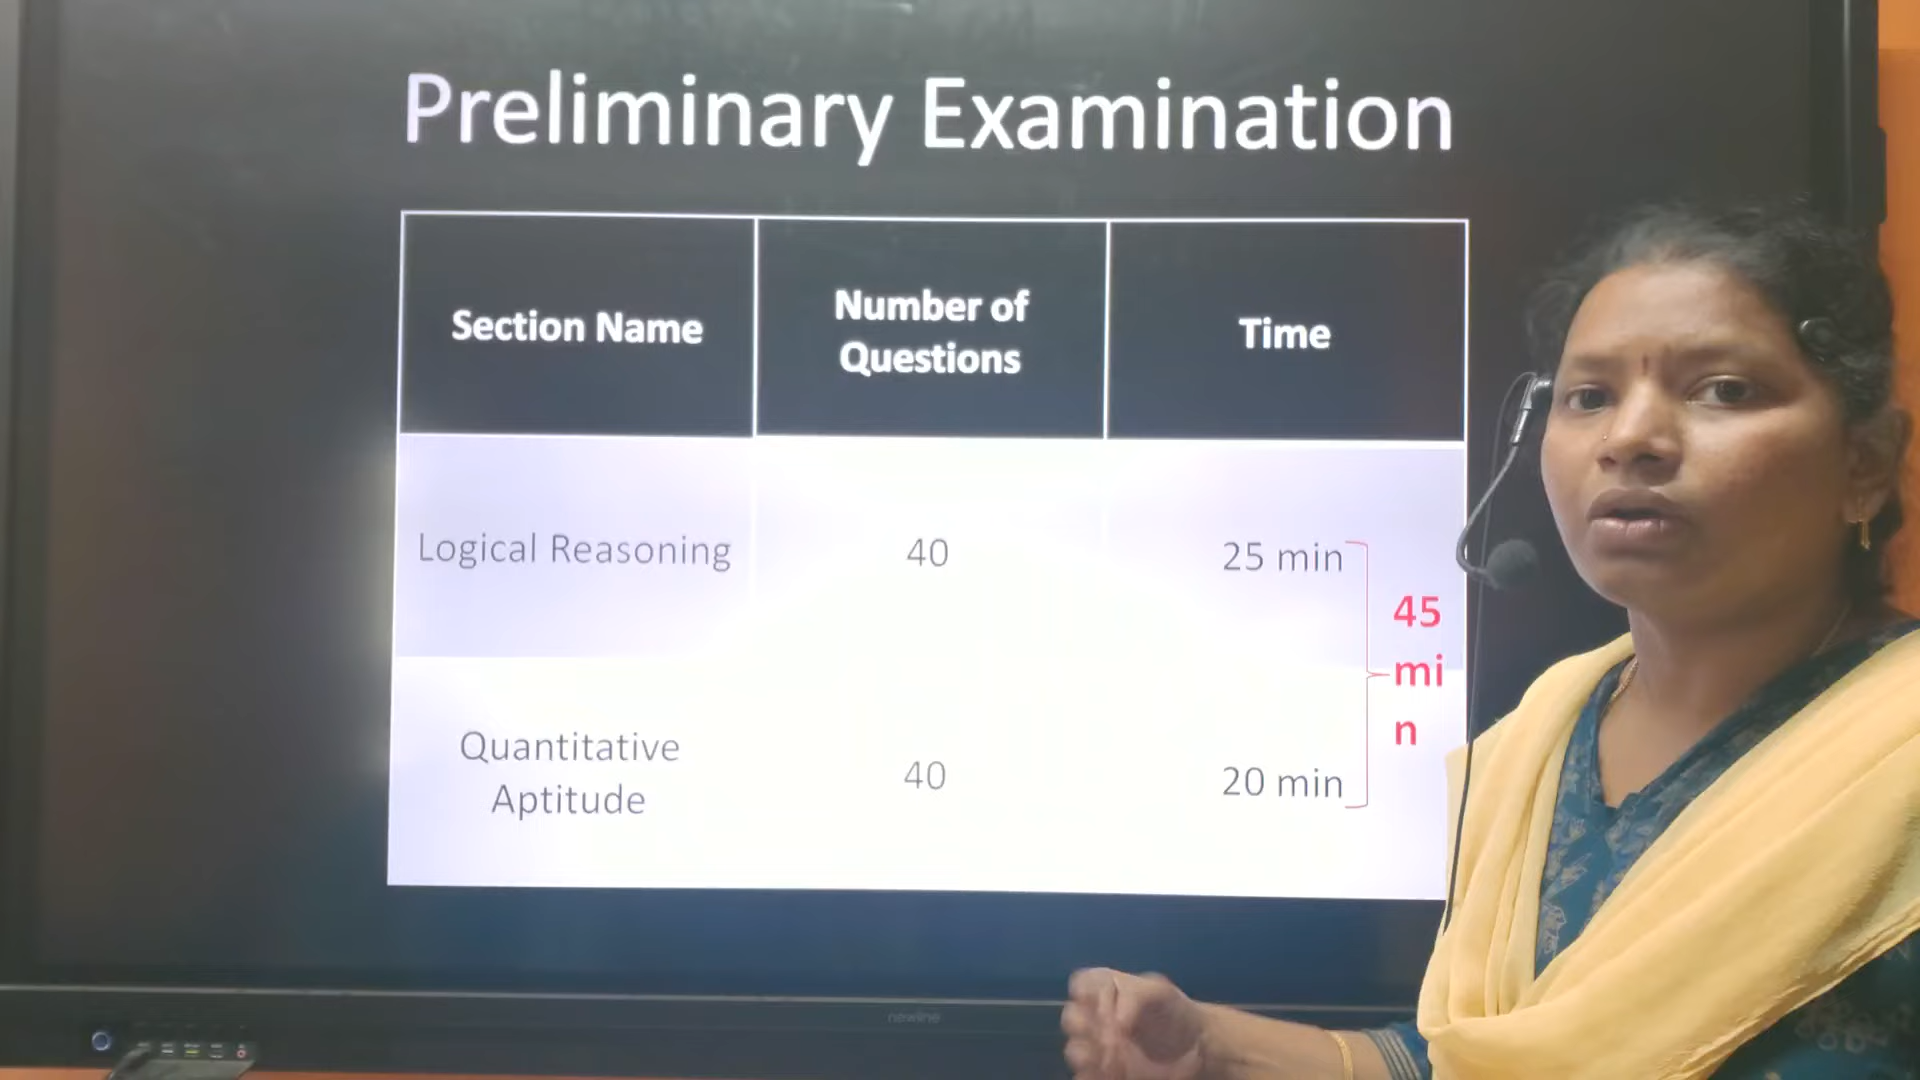 Preliminary Examination
Section Name
Number of
Questions
Time
Logical Reasoning
40
25 min
45
mi
n
Quantitative
Aptitude
40
20 min
newline